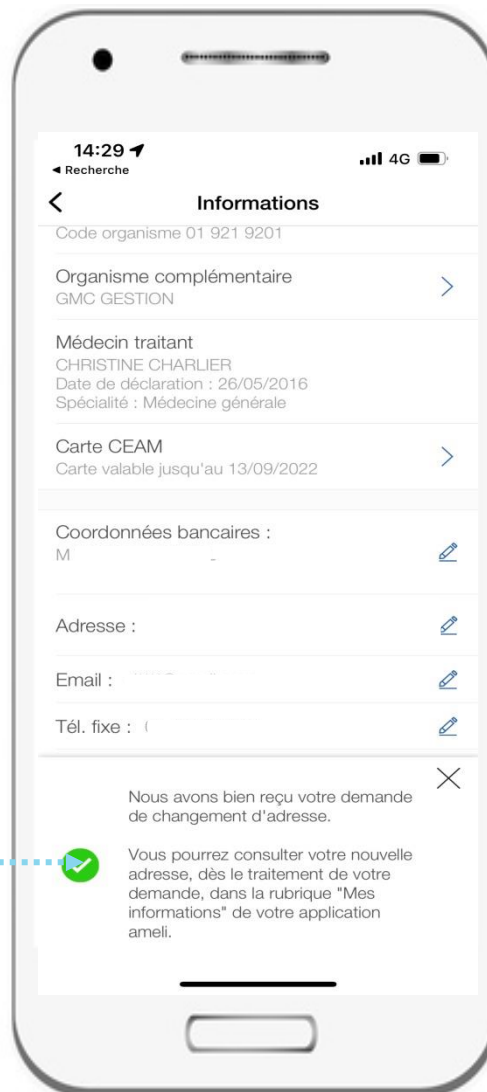 14:29
4G
◀ Recherche
Informations
Code organisme 01 921 9201
Organisme complémentaire
GMC GESTION
Médecin traitant
CHRISTINE CHARLIER
Date de déclaration : 26/05/2016
Spécialité : Médecine générale
Carte CEAM
Carte valable jusqu'au 13/09/2022
Coordonnées bancaires :
M
Adresse :
Email :
Tél. fixe :
Nous avons bien reçu votre demande
de changement d'adresse.
Vous pourrez consulter votre nouvelle
adresse, dès le traitement de votre
demande, dans la rubrique "Mes
informations" de votre application
ameli.